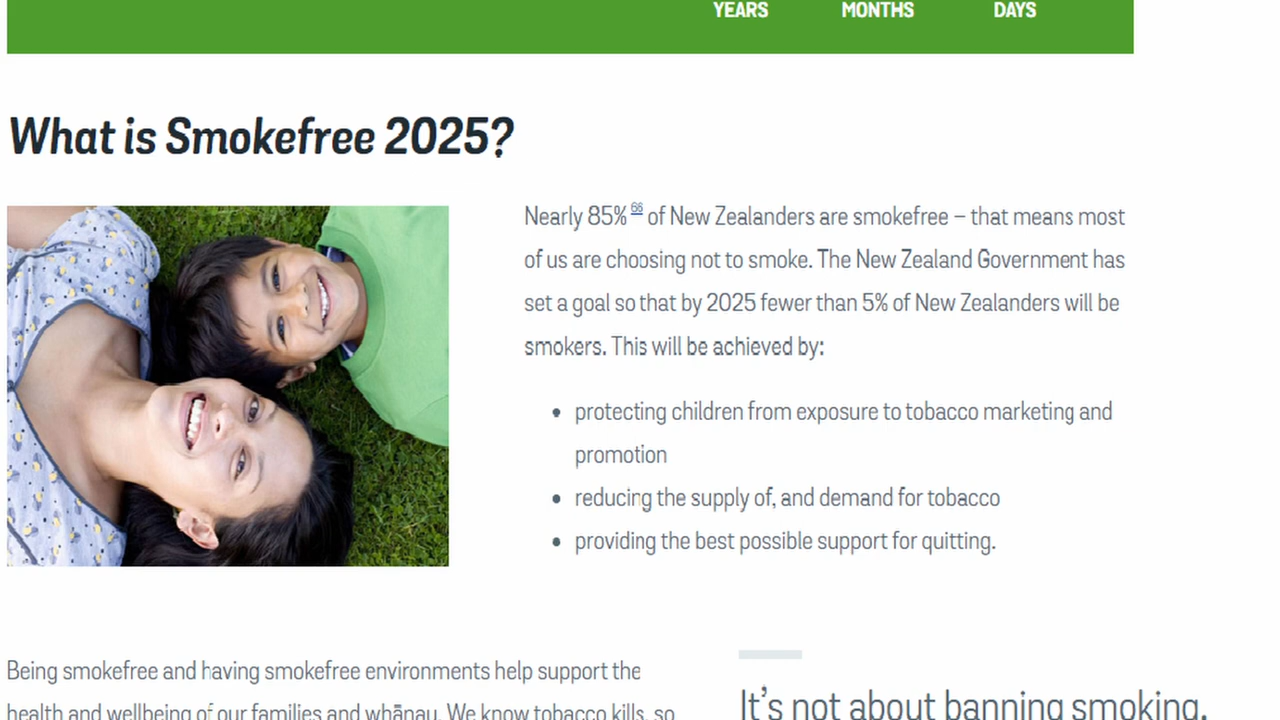 YEARS MONTHS DAYS
What is Smokefree 2025?
Nearly 85% 66 of New Zealanders are smokefree – that means most
of us are choosing not to smoke. The New Zealand Government has
set a goal so that by 2025 fewer than 5% of New Zealanders will be
smokers. This will be achieved by:
• protecting children from exposure to tobacco marketing and
promotion
• reducing the supply of, and demand for tobacco
• providing the best possible support for quitting.
Being smokefree and having smokefree environments help support the
health and wellbeing of our families and whānau. We know tobacco kills, so
It's not about banning smoking.